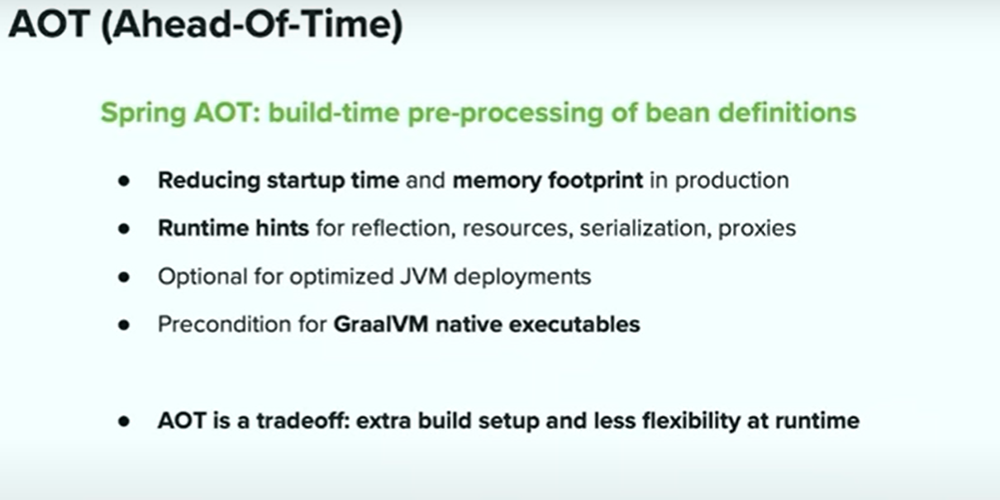 AOT (Ahead-Of-Time)
Spring AOT: build-time pre-processing of bean definitions
● Reducing startup time and memory footprint in production
● Runtime hints for reflection, resources, serialization, proxies
● Optional for optimized JVM deployments
● Precondition for GraalVM native executables
● AOT is a tradeoff: extra build setup and less flexibility at runtime